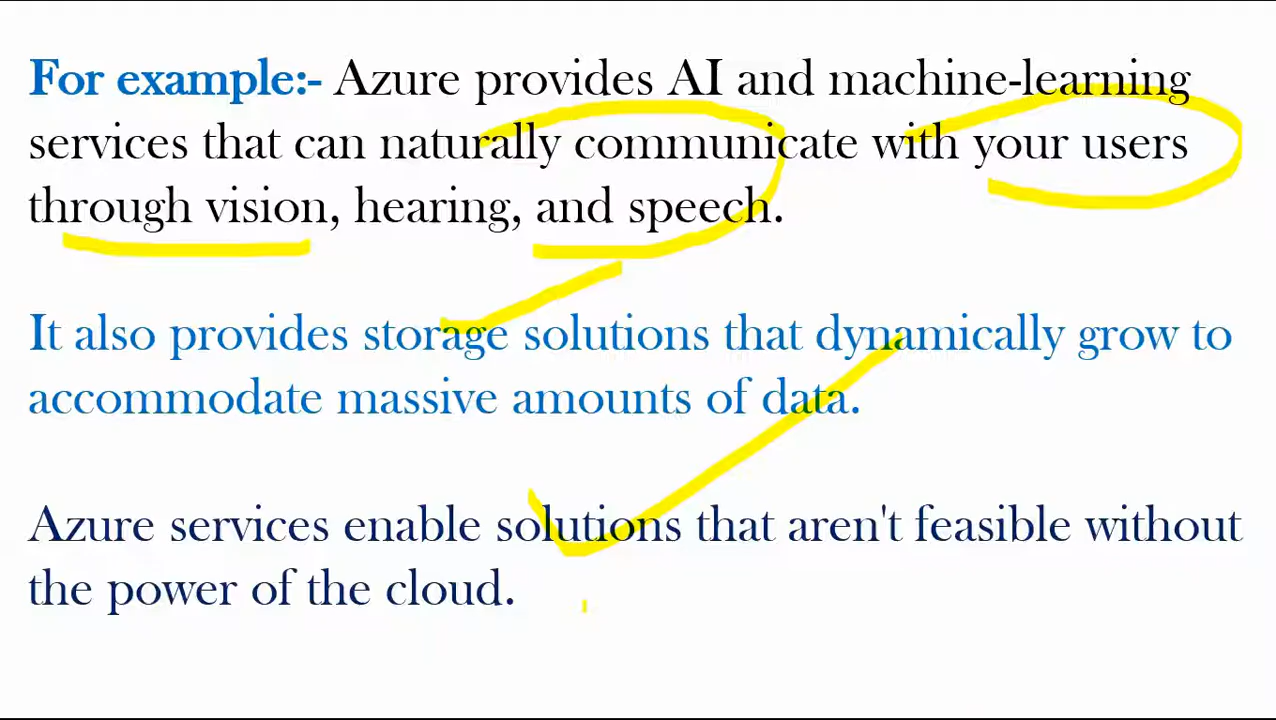 For example:- Azure provides AI and machine-learning
services that can naturally communicate with your users
through vision, hearing, and speech.
It also provides storage solutions that dynamically grow to
accommodate massive amounts of data.
Azure services enable solutions that aren't feasible without
the power of the cloud.